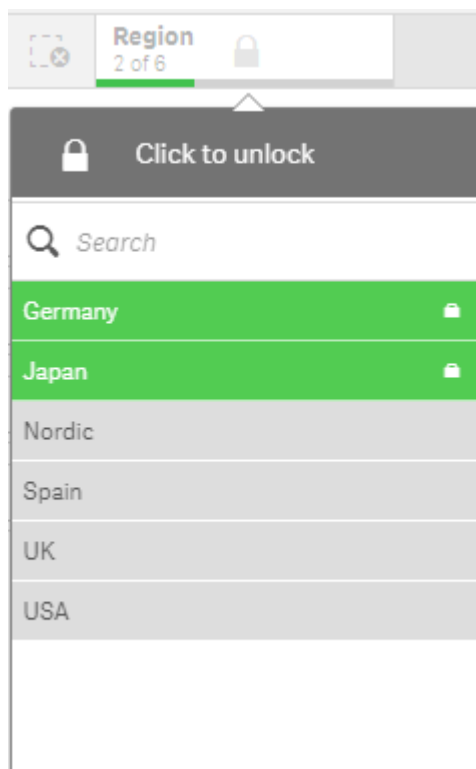 Region
2 of 6
Click to unlock
Search
Germany
Japan
Nordic
Spain
UK
USA